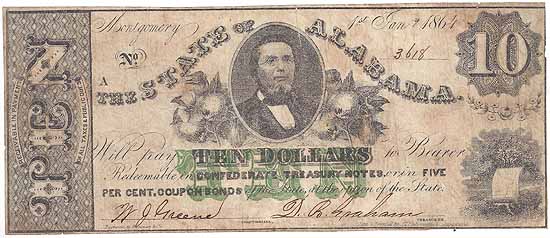 Montgomery 1st Jan'y 1864
No 3618
A
THE STATE OF ALABAMA.
10
TEN
Will pay TEN DOLLARS to Bearer
Redeemable in CONFEDERATE TREASURY NOTES, or in FIVE
PER CENT. COUPON BONDS of the State, at the option of the State.
W J Greene D. B. Graham
COMPTROLLER. TREASURER.